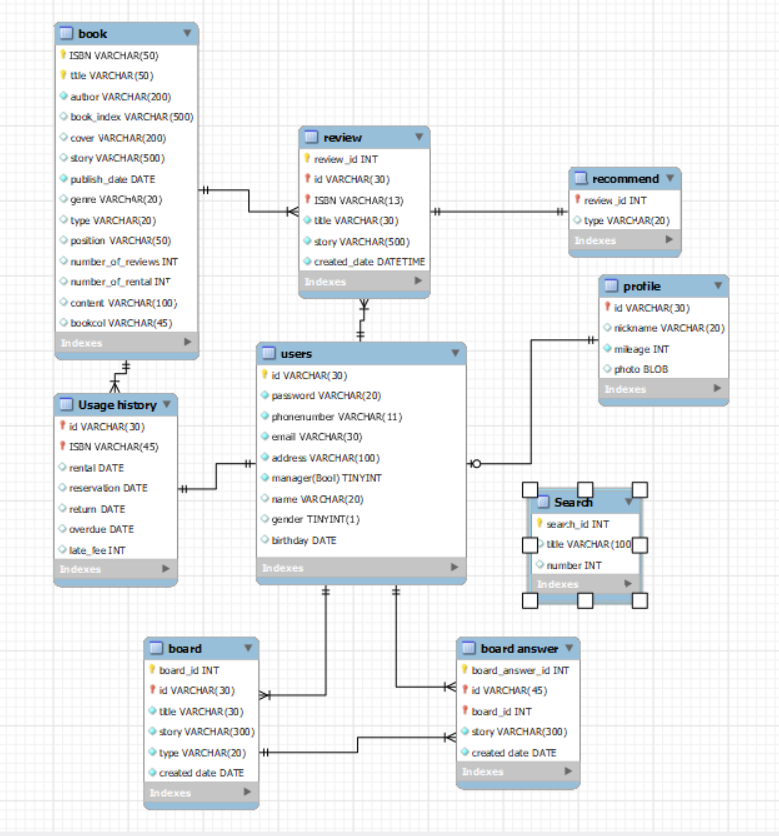 book
ISBN VARCHAR(50)
title VARCHAR(50)
author VARCHAR(200)
book_index VARCHAR(500)
cover VARCHAR(200)
story VARCHAR(500)
publish_date DATE
genre VARCHAR(20)
type VARCHAR(20)
position VARCHAR(50)
number_of_reviews INT
number_of_rental INT
content VARCHAR(100)
bookcol VARCHAR(45)
Indexes
review
review_id INT
id VARCHAR(30)
ISBN VARCHAR(13)
title VARCHAR(30)
story VARCHAR(500)
created_date DATETIME
Indexes
recommend
review_id INT
type VARCHAR(20)
Indexes
profile
id VARCHAR(30)
nickname VARCHAR(20)
mileage INT
photo BLOB
Indexes
users
id VARCHAR(30)
password VARCHAR(20)
phonenumber VARCHAR(11)
email VARCHAR(30)
address VARCHAR(100)
manager(Bool) TINYINT
name VARCHAR(20)
gender TINYINT(1)
birthday DATE
Indexes
Usage history
id VARCHAR(30)
ISBN VARCHAR(45)
rental DATE
reservation DATE
return DATE
overdue DATE
late_fee INT
Indexes
Search
search_id INT
title VARCHAR(100
number INT
Indexes
board
board_id INT
id VARCHAR(30)
title VARCHAR(30)
story VARCHAR(300)
type VARCHAR(20)
created date DATE
Indexes
board answer
board_answer_id INT
id VARCHAR(45)
board_id INT
story VARCHAR(300)
created date DATE
Indexes